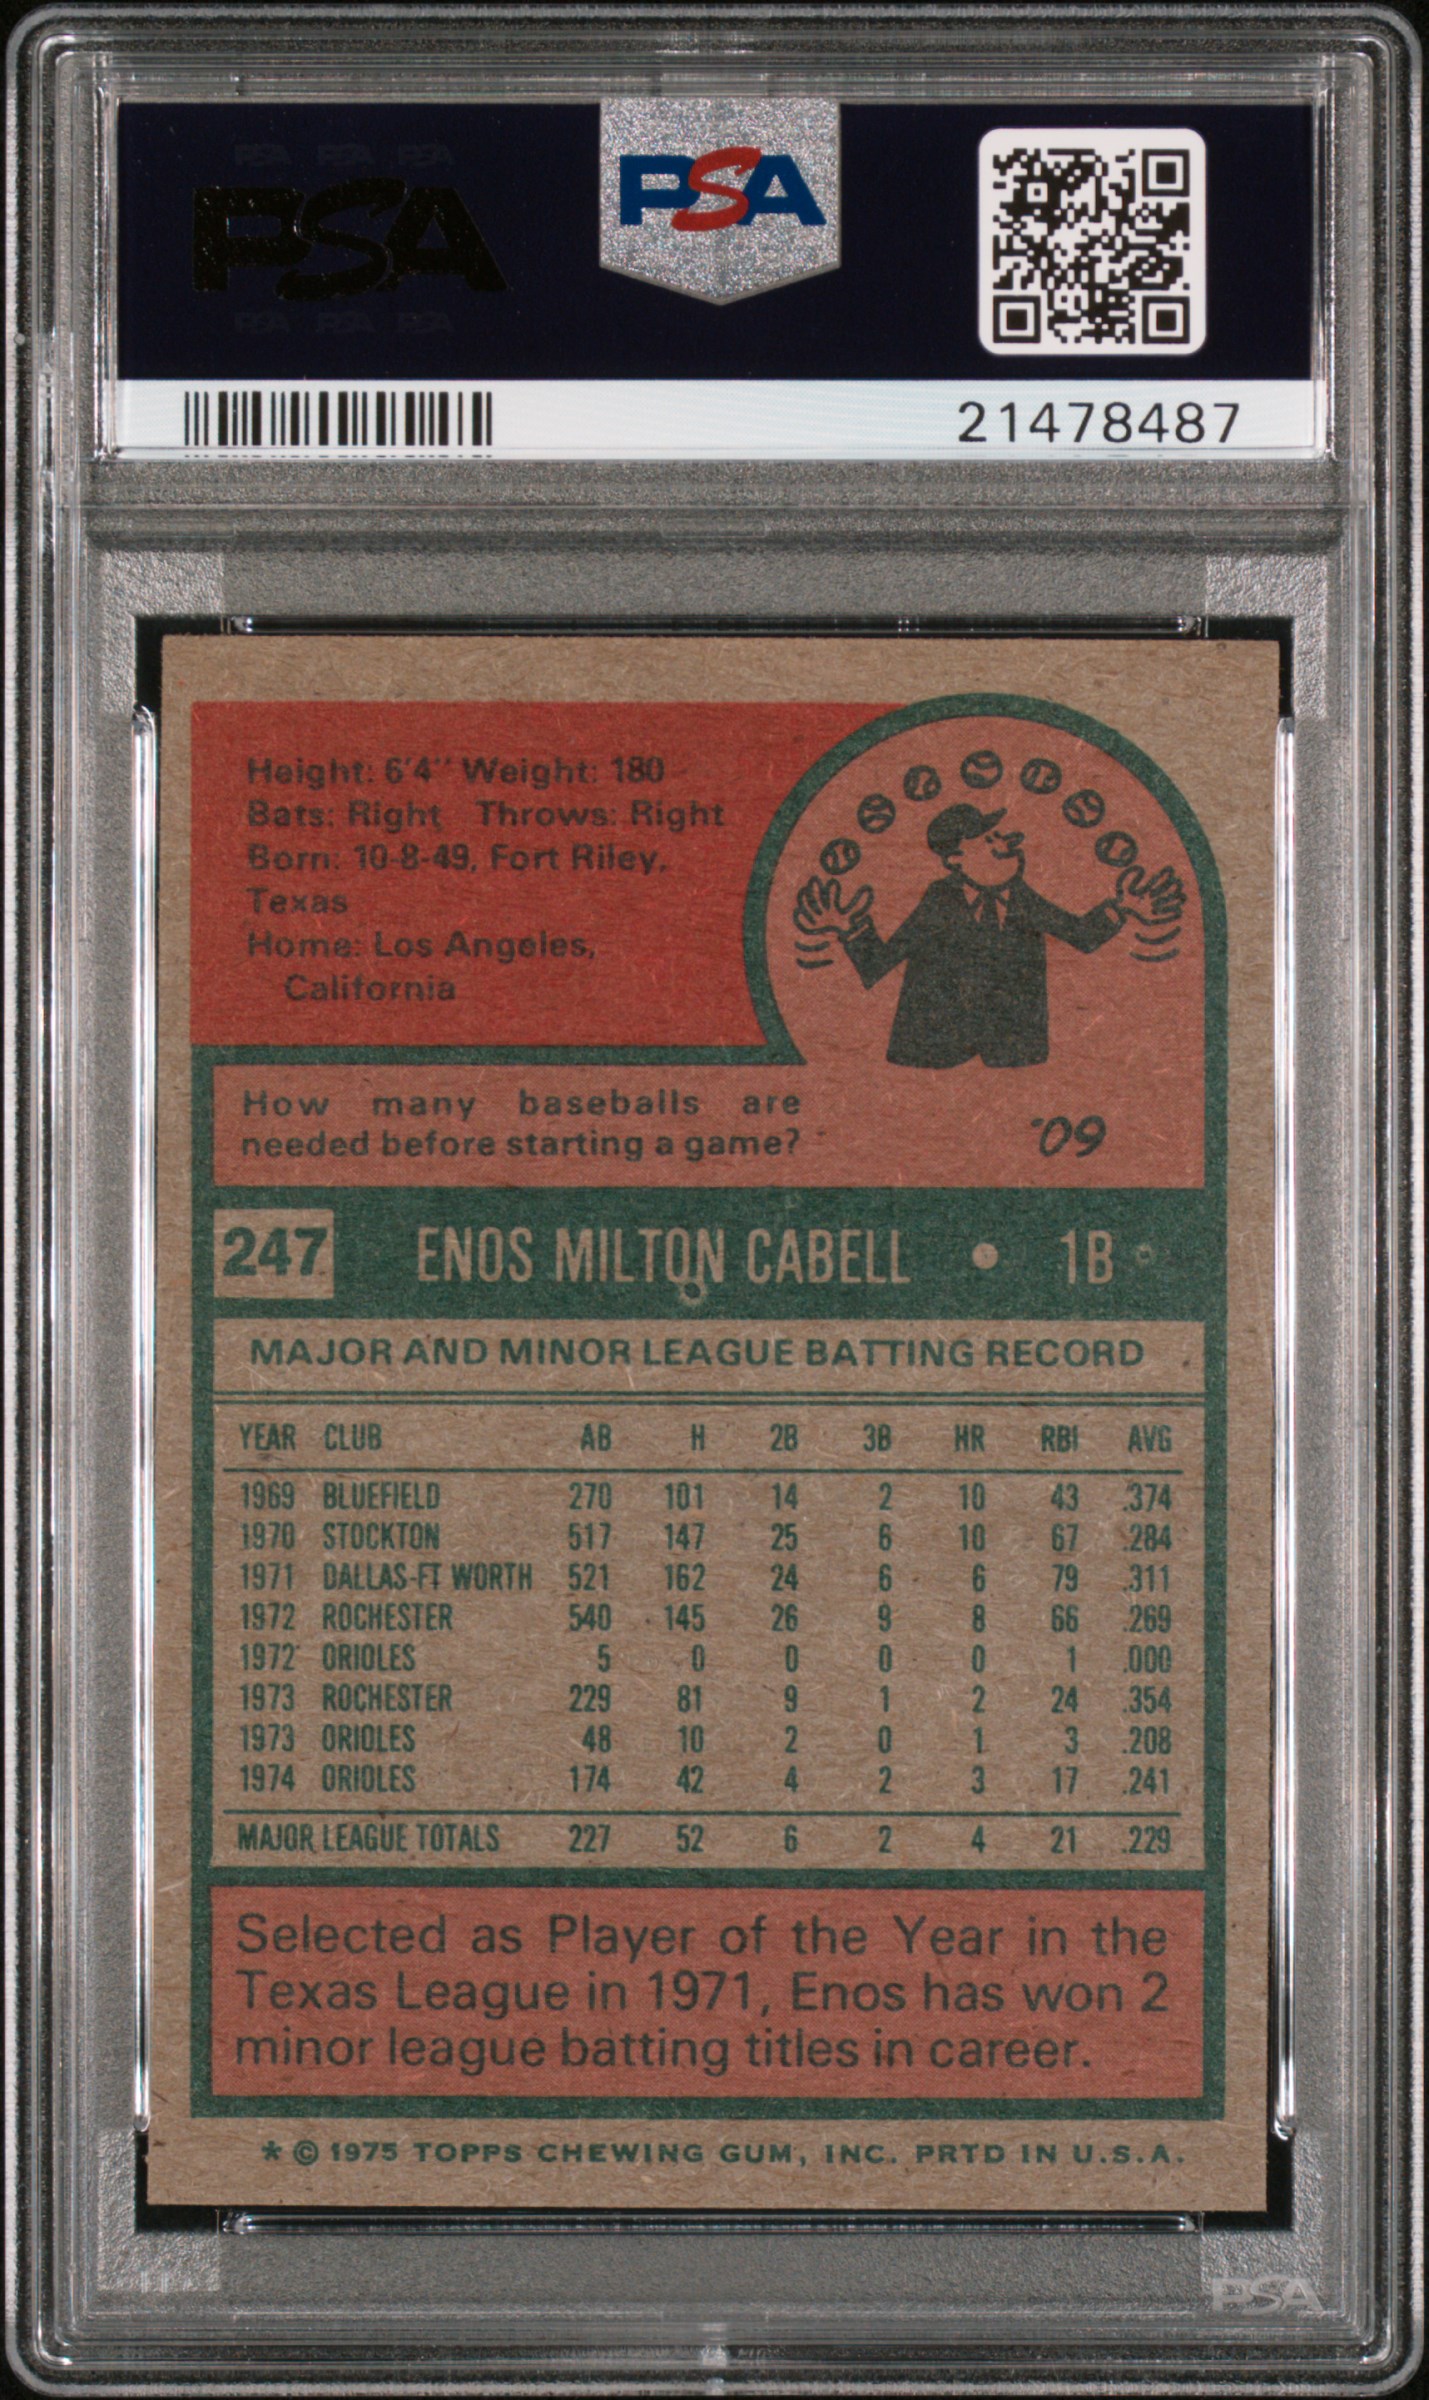 PSA PSA PSA
PSA
PSA PSA PSA
PSA
21478487
Height: 6'4" Weight: 180
Bats: Right Throws: Right
Born: 10-8-49, Fort Riley,
Texas
Home: Los Angeles,
California
How many baseballs are
needed before starting a game?
60.
247 ENOS MILTON CABELL • 1B
MAJOR AND MINOR LEAGUE BATTING RECORD
YEAR CLUB AB H 2B 3B HR RBI AVG
1969 BLUEFIELD 270 101 14 2 10 43 .374
1970 STOCKTON 517 147 25 6 10 67 .284
1971 DALLAS-FT WORTH 521 162 24 6 6 79 .311
1972 ROCHESTER 540 145 26 9 8 66 .269
1972 ORIOLES 5 0 0 0 0 1 .000
1973 ROCHESTER 229 81 9 1 2 24 .354
1973 ORIOLES 48 10 2 0 1 3 .208
1974 ORIOLES 174 42 4 2 3 17 .241
MAJOR LEAGUE TOTALS 227 52 6 2 4 21 .229
Selected as Player of the Year in the
Texas League in 1971, Enos has won 2
minor league batting titles in career.
* © 1975 TOPPS CHEWING GUM, INC. PRTD IN U.S.A.
PSA